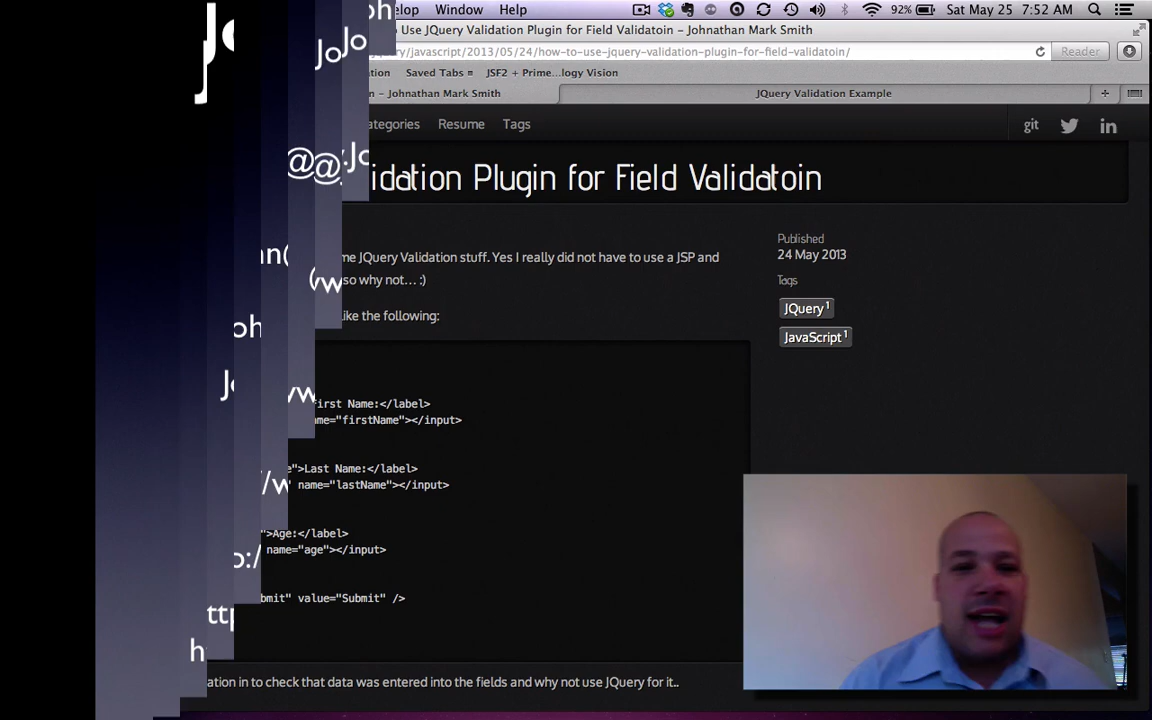 elop Window Help 92% Sat May 25 7:52 AM
Use JQuery Validation Plugin for Field Validatoin - Johnathan Mark Smith
query/javascript/2013/05/24/how-to-use-jquery-validation-plugin-for-field-validatoin/ Reader
Saved Tabs JSF2 + Prime...logy Vision
- Johnathan Mark Smith JQuery Validation Example
ategories Resume Tags git in
idation Plugin for Field Validatoin
Published
24 May 2013
Tags
JQuery 1
JavaScript 1
me JQuery Validation stuff. Yes I really did not have to use a JSP and
so why not... :)
like the following:
irst Name:</label>
me="firstName"></input>
e">Last Name:</label>
" name="lastName"></input>
">Age:</label>
name="age"></input>
bmit" value="Submit" />
ation in to check that data was entered into the fields and why not use JQuery for it..